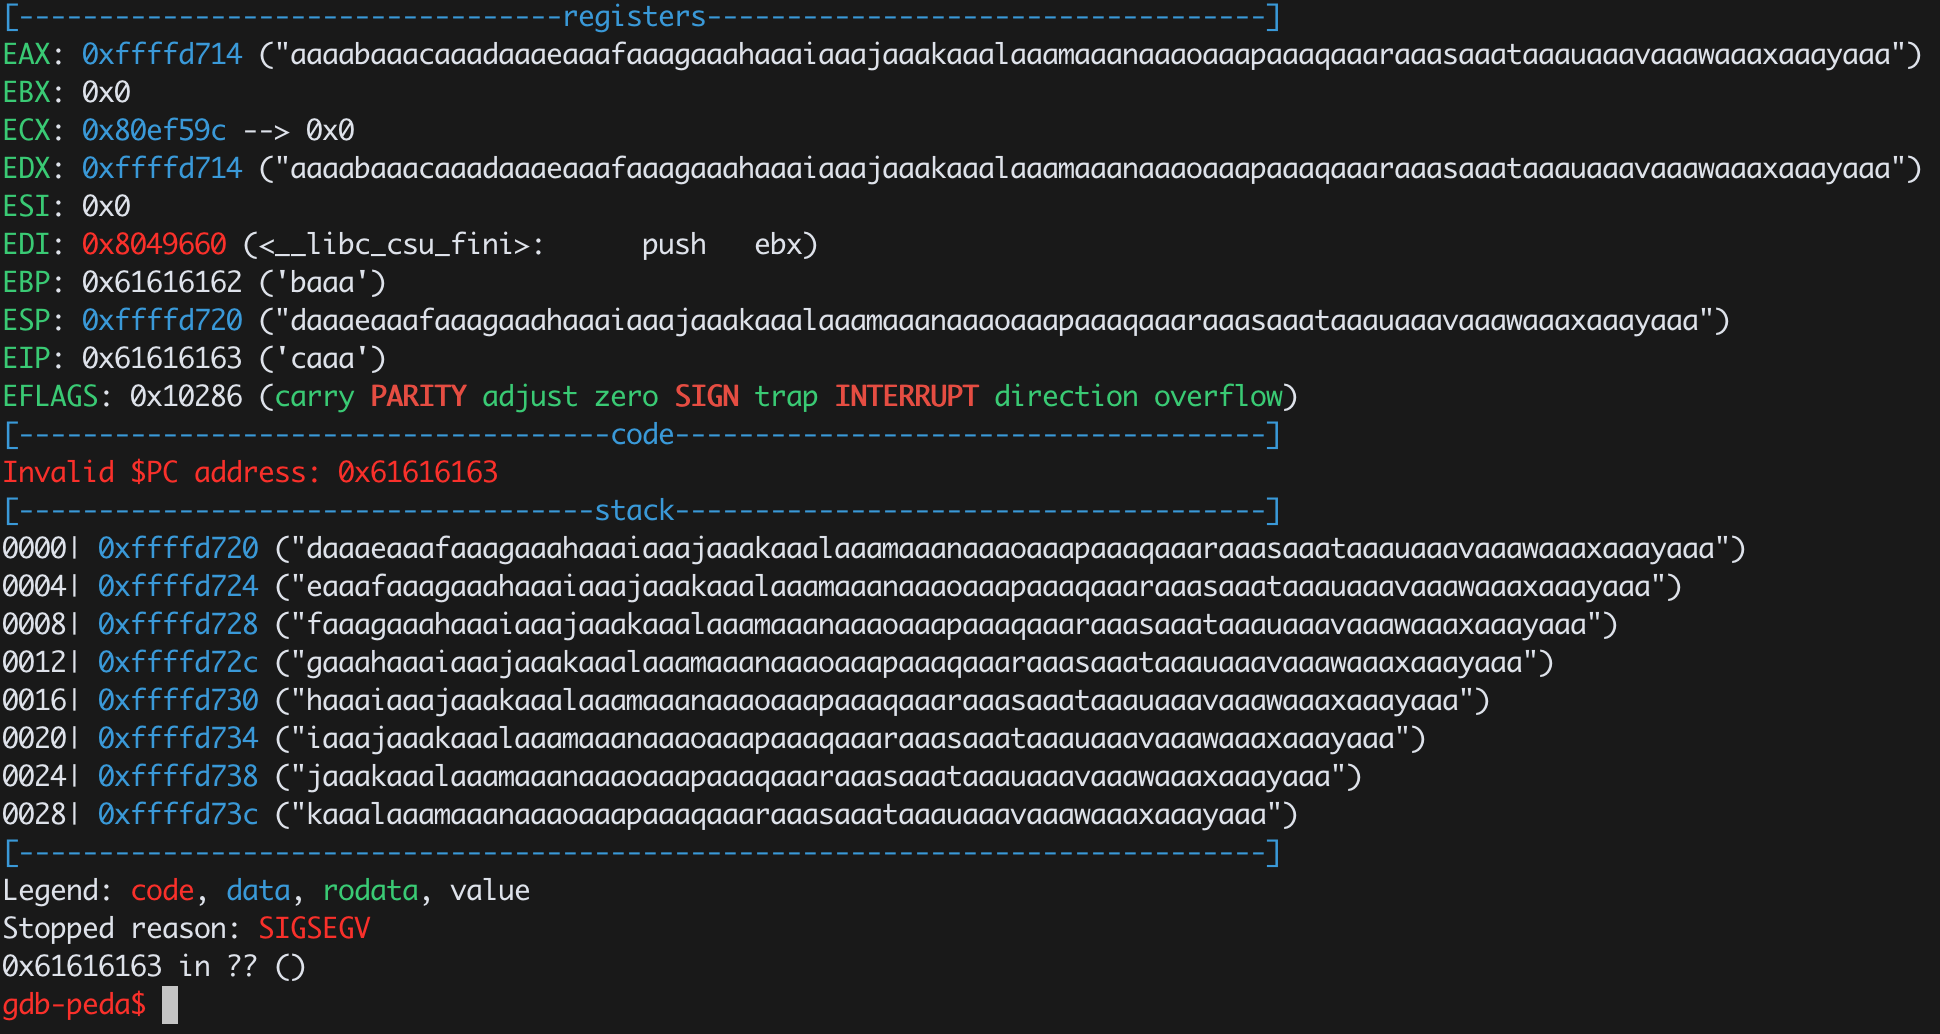 [----------------------------------registers-----------------------------------]
EAX: 0xffffd714 ("aaaabaaacaaadaaaeaaafaaagaaahaaaiaaajaaakaaalaaamaaanaaaoaaapaaaqaaaraaasaaataaauaaavaaawaaaxaaayaaa")
EBX: 0x0
ECX: 0x80ef59c --> 0x0
EDX: 0xffffd714 ("aaaabaaacaaadaaaeaaafaaagaaahaaaiaaajaaakaaalaaamaaanaaaoaaapaaaqaaaraaasaaataaauaaavaaawaaaxaaayaaa")
ESI: 0x0
EDI: 0x8049660 (<__libc_csu_fini>:      push   ebx)
EBP: 0x61616162 ('baaa')
ESP: 0xffffd720 ("daaaeaaafaaagaaahaaaiaaajaaakaaalaaamaaanaaaoaaapaaaqaaaraaasaaataaauaaavaaawaaaxaaayaaa")
EIP: 0x61616163 ('caaa')
EFLAGS: 0x10286 (carry PARITY adjust zero SIGN trap INTERRUPT direction overflow)
[-------------------------------------code-------------------------------------]
Invalid $PC address: 0x61616163
[------------------------------------stack-------------------------------------]
0000| 0xffffd720 ("daaaeaaafaaagaaahaaaiaaajaaakaaalaaamaaanaaaoaaapaaaqaaaraaasaaataaauaaavaaawaaaxaaayaaa")
0004| 0xffffd724 ("eaaafaaagaaahaaaiaaajaaakaaalaaamaaanaaaoaaapaaaqaaaraaasaaataaauaaavaaawaaaxaaayaaa")
0008| 0xffffd728 ("faaagaaahaaaiaaajaaakaaalaaamaaanaaaoaaapaaaqaaaraaasaaataaauaaavaaawaaaxaaayaaa")
0012| 0xffffd72c ("gaaahaaaiaaajaaakaaalaaamaaanaaaoaaapaaaqaaaraaasaaataaauaaavaaawaaaxaaayaaa")
0016| 0xffffd730 ("haaaiaaajaaakaaalaaamaaanaaaoaaapaaaqaaaraaasaaataaauaaavaaawaaaxaaayaaa")
0020| 0xffffd734 ("iaaajaaakaaalaaamaaanaaaoaaapaaaqaaaraaasaaataaauaaavaaawaaaxaaayaaa")
0024| 0xffffd738 ("jaaakaaalaaamaaanaaaoaaapaaaqaaaraaasaaataaauaaavaaawaaaxaaayaaa")
0028| 0xffffd73c ("kaaalaaamaaanaaaoaaapaaaqaaaraaasaaataaauaaavaaawaaaxaaayaaa")
[------------------------------------------------------------------------------]
Legend: code, data, rodata, value
Stopped reason: SIGSEGV
0x61616163 in ?? ()
gdb-peda$